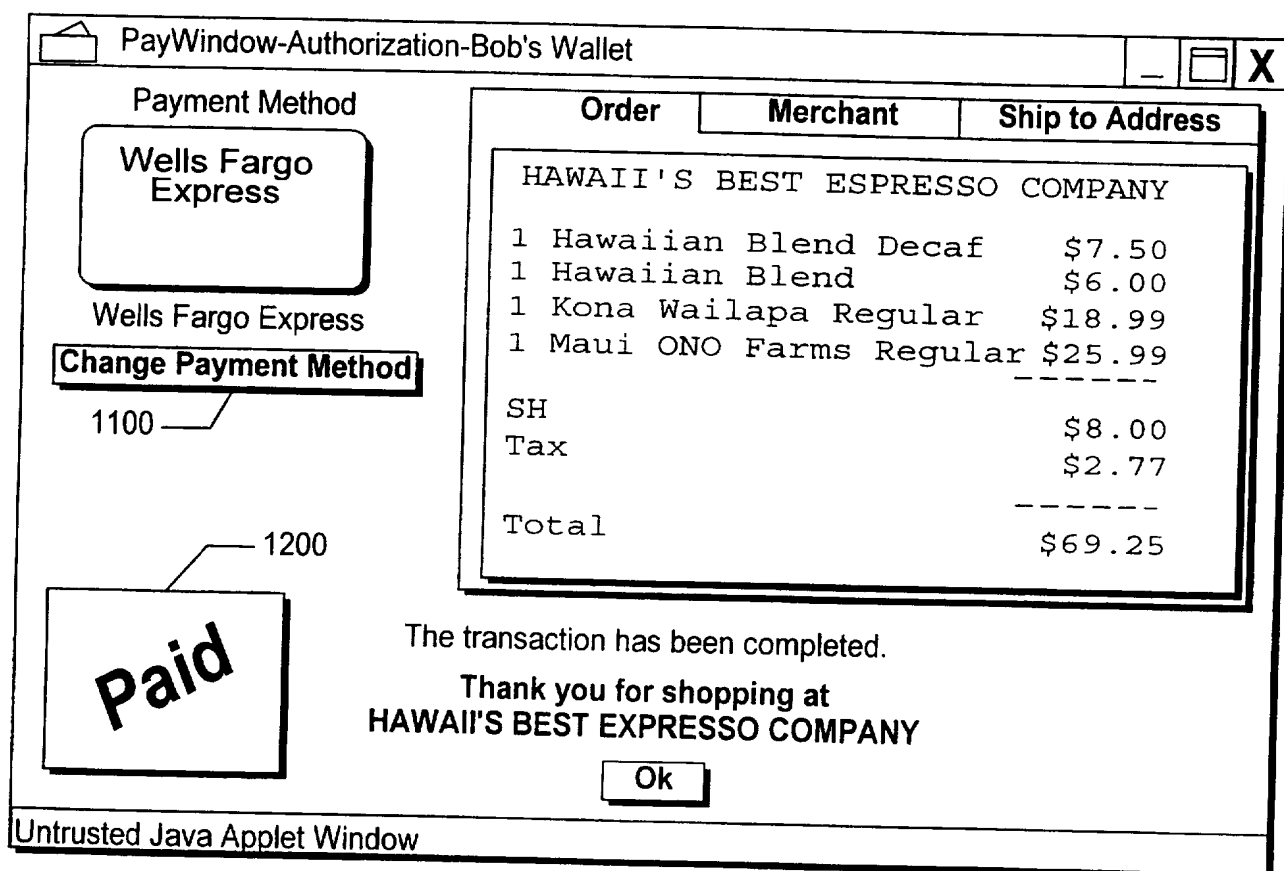 PayWindow-Authorization-Bob's Wallet
_ X
Payment Method
Wells Fargo
Express
Wells Fargo Express
Change Payment Method
1100
1200
Paid
Order Merchant Ship to Address
HAWAII'S BEST ESPRESSO COMPANY
1 Hawaiian Blend Decaf $7.50
1 Hawaiian Blend $6.00
1 Kona Wailapa Regular $18.99
1 Maui ONO Farms Regular $25.99
------
SH $8.00
Tax $2.77
------
Total $69.25
The transaction has been completed.
Thank you for shopping at
HAWAII'S BEST EXPRESSO COMPANY
Ok
Untrusted Java Applet Window